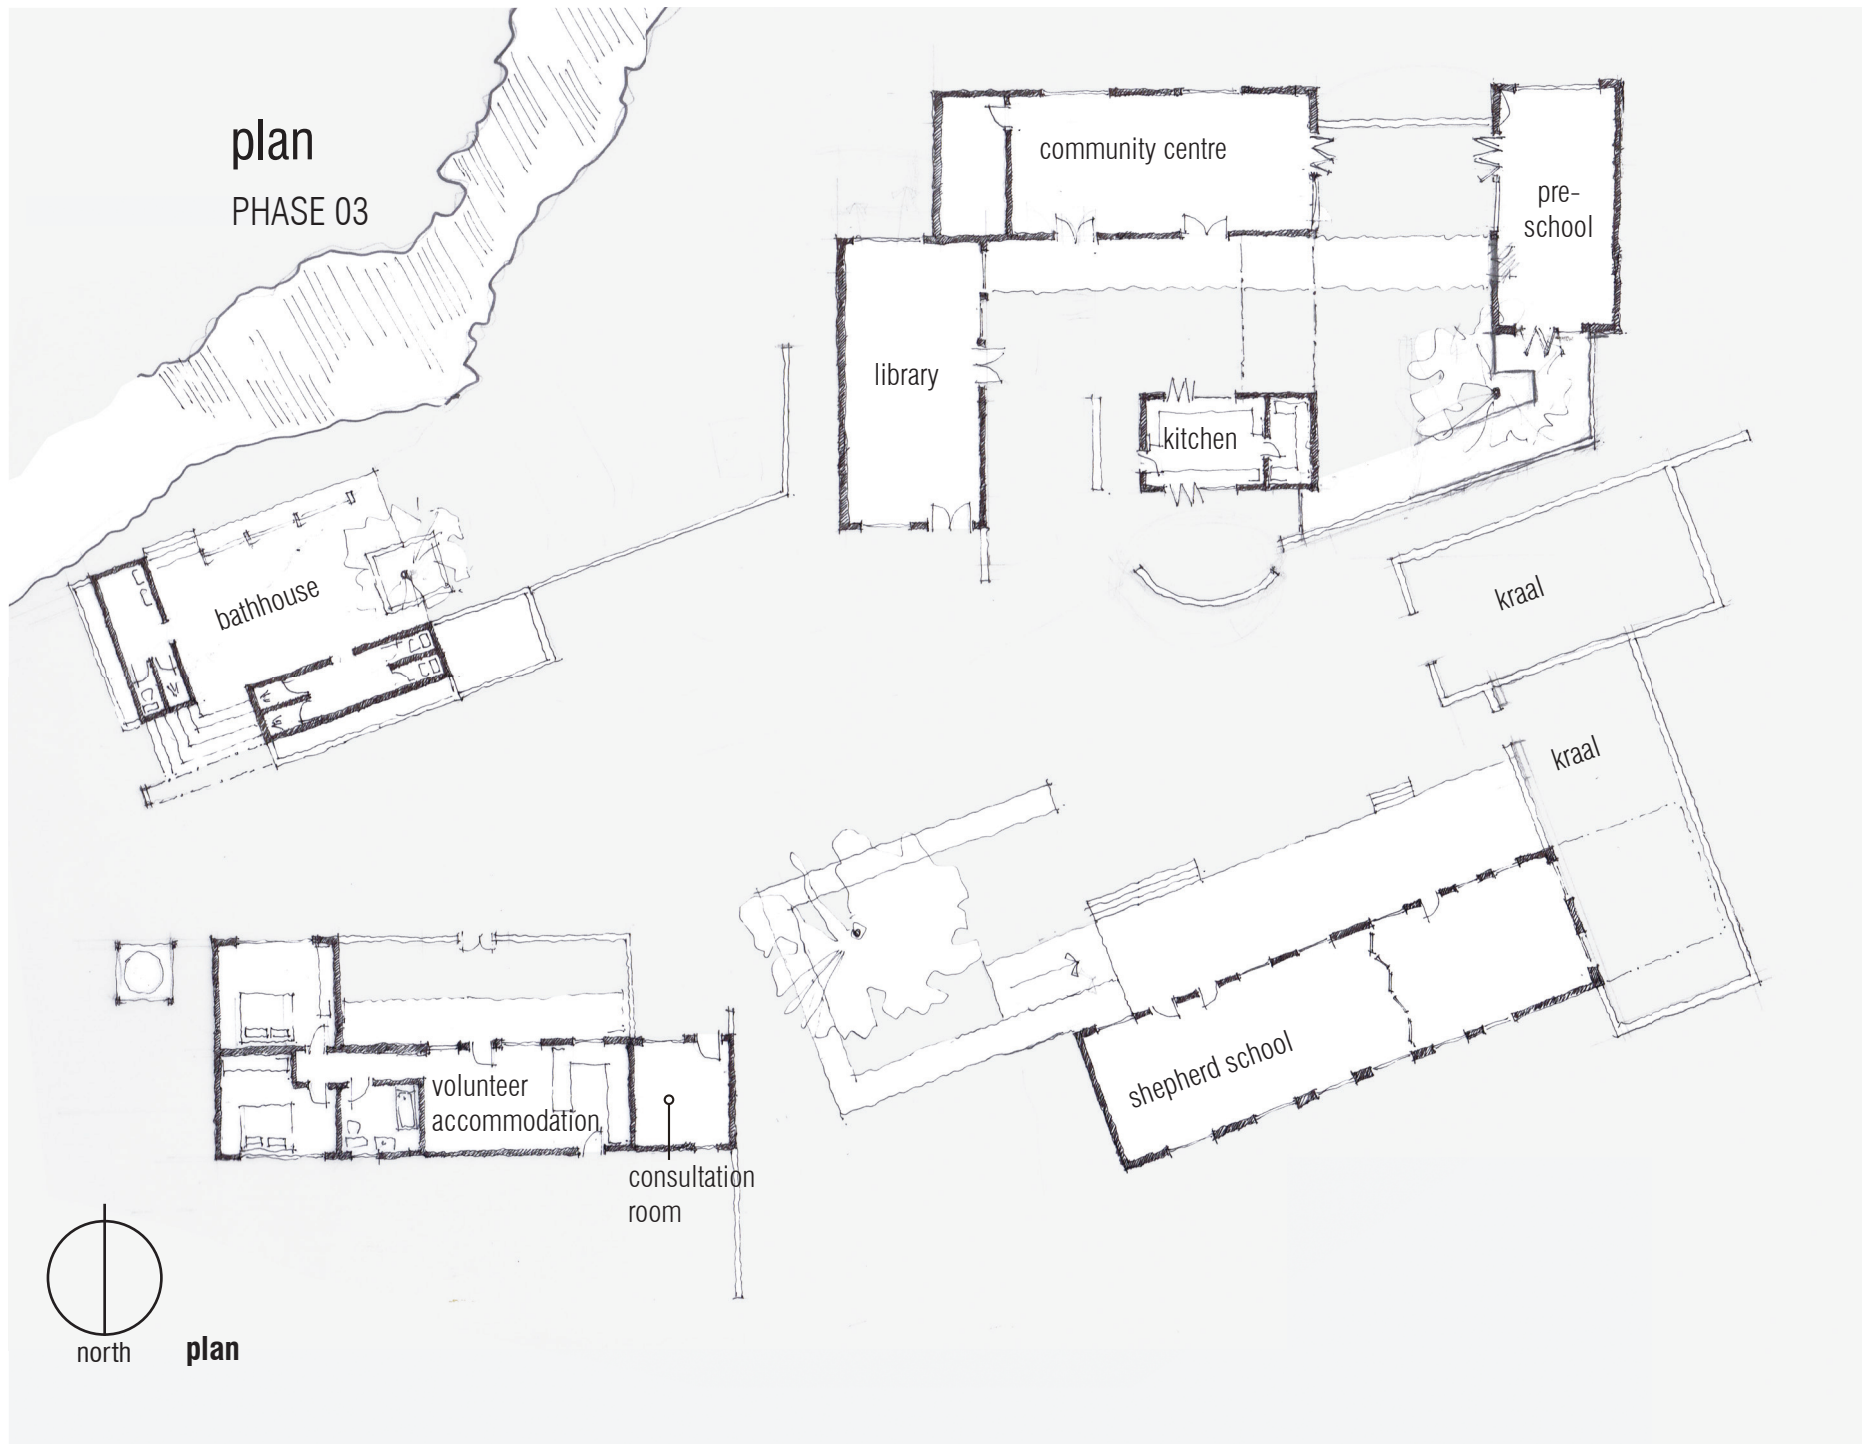 plan
PHASE 03
community centre
pre-
school
library
kitchen
bathhouse
kraal
kraal
volunteer
accommodation
shepherd school
consultation
room
north
plan